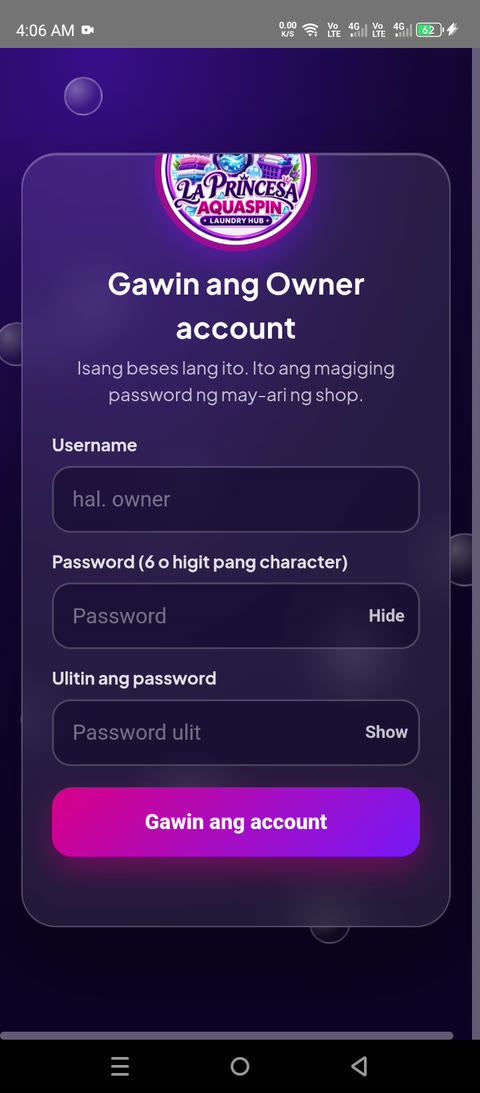 4:06 AM
0.00 K/S
Vo LTE
4G
Vo LTE
4G
62
LA PRINCESA
AQUASPIN
LAUNDRY HUB
Gawin ang Owner
account
Isang beses lang ito. Ito ang magiging
password ng may-ari ng shop.
Username
hal. owner
Password (6 o higit pang character)
Password
Hide
Ulitin ang password
Password ulit
Show
Gawin ang account